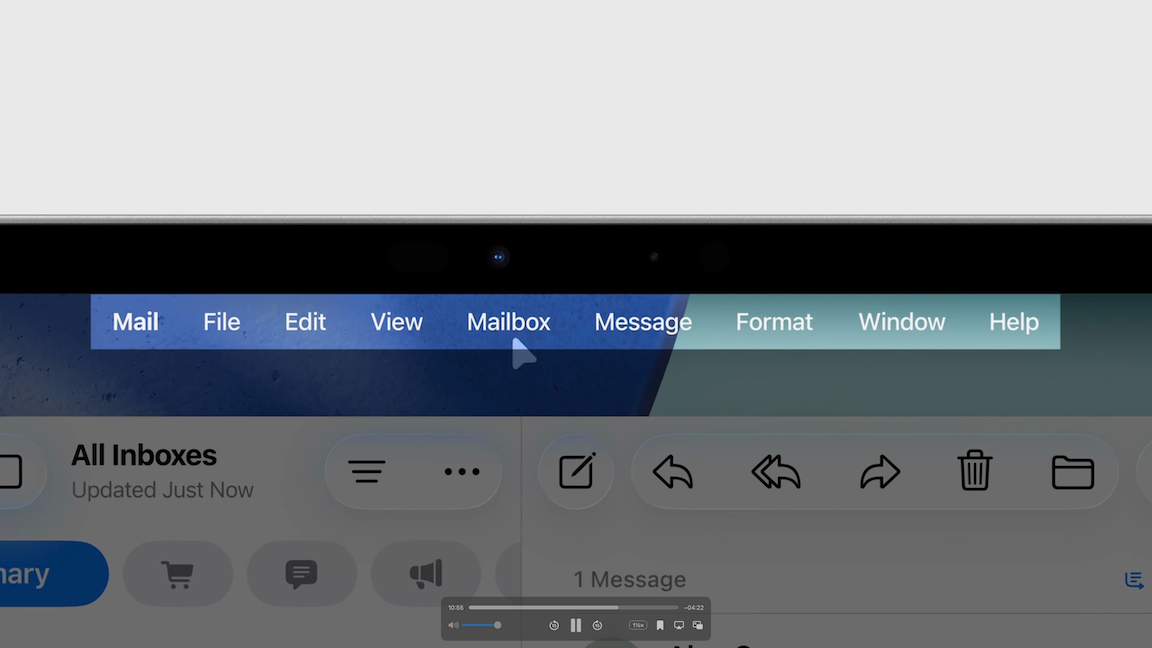 Mail File Edit View Mailbox Message Format Window Help
All Inboxes
Updated Just Now
1 Message
10:55 −04:22